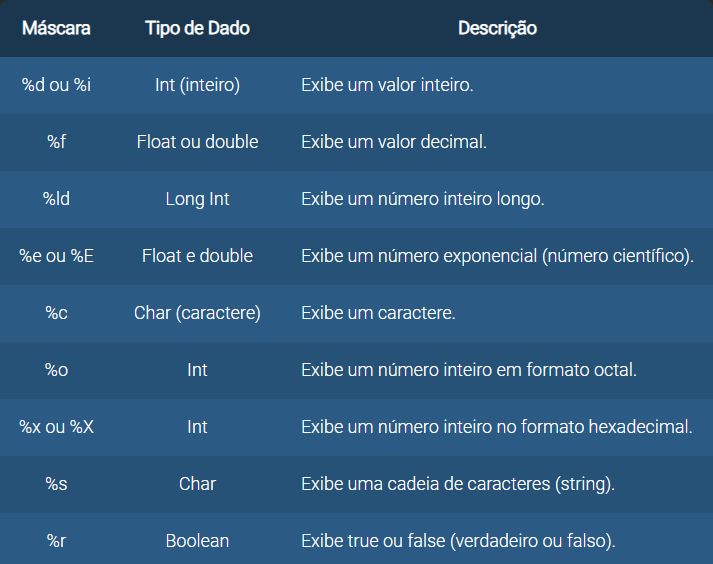 Máscara Tipo de Dado Descrição
%d ou %i Int (inteiro) Exibe um valor inteiro.
%f Float ou double Exibe um valor decimal.
%ld Long Int Exibe um número inteiro longo.
%e ou %E Float e double Exibe um número exponencial (número científico).
%c Char (caractere) Exibe um caractere.
%o Int Exibe um número inteiro em formato octal.
%x ou %X Int Exibe um número inteiro no formato hexadecimal.
%s Char Exibe uma cadeia de caracteres (string).
%r Boolean Exibe true ou false (verdadeiro ou falso).